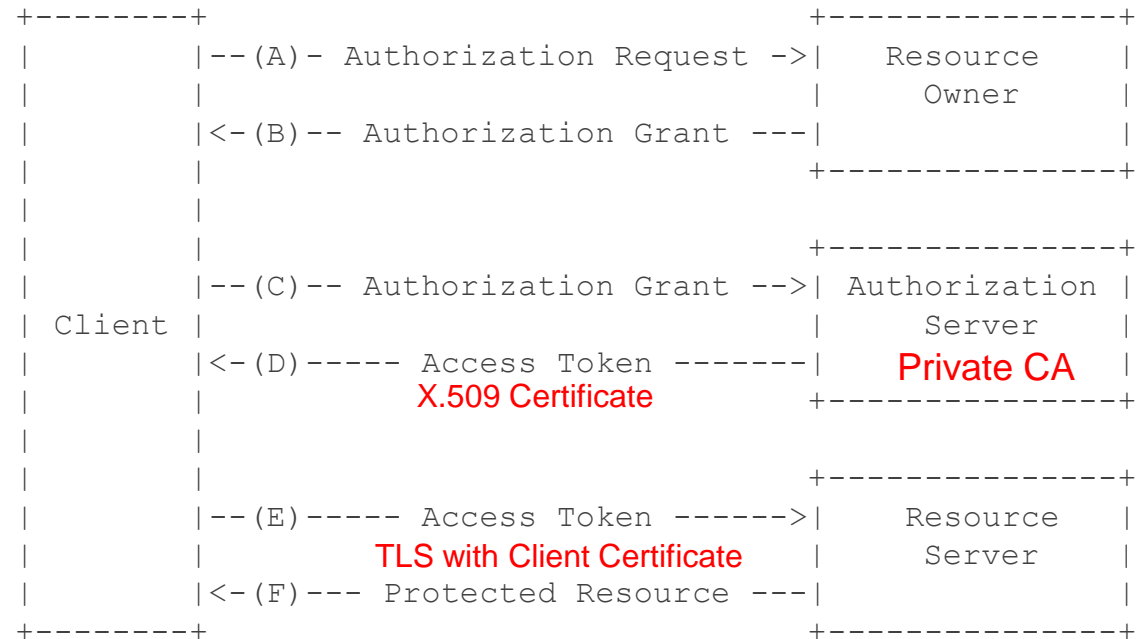 +--------+                               +---------------+
|        |--(A)- Authorization Request ->|   Resource    |
|        |                               |     Owner     |
|        |<-(B)-- Authorization Grant ---|               |
|        |                               +---------------+
|        |
|        |                               +---------------+
|        |--(C)-- Authorization Grant -->| Authorization |
| Client |                               |     Server    |
|        |<-(D)----- Access Token -------|  Private CA   |
|        |         X.509 Certificate     +---------------+
|        |
|        |                               +---------------+
|        |--(E)----- Access Token ------>|    Resource   |
|        |  TLS with Client Certificate  |     Server    |
|        |<-(F)--- Protected Resource ---|               |
+--------+                               +---------------+